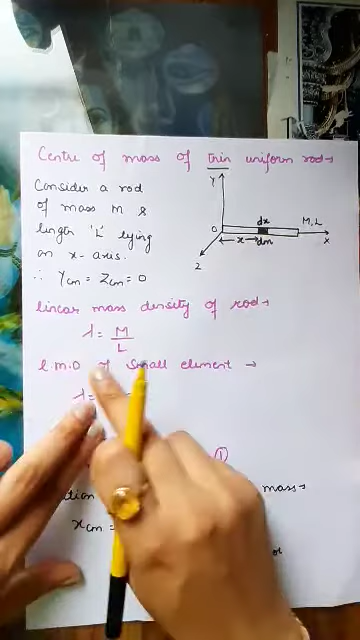 Centre of mass of thin uniform rod→
Consider a rod
of mass m &
length 'L' lying
on x-axis.
∴ Ycm = Zcm = 0
Y
dx
M, L
O
x
dm
X
Z
linear mass density of rod→
λ = M
L
l.m.D of small element →
λ =
①
mass→
xcm =